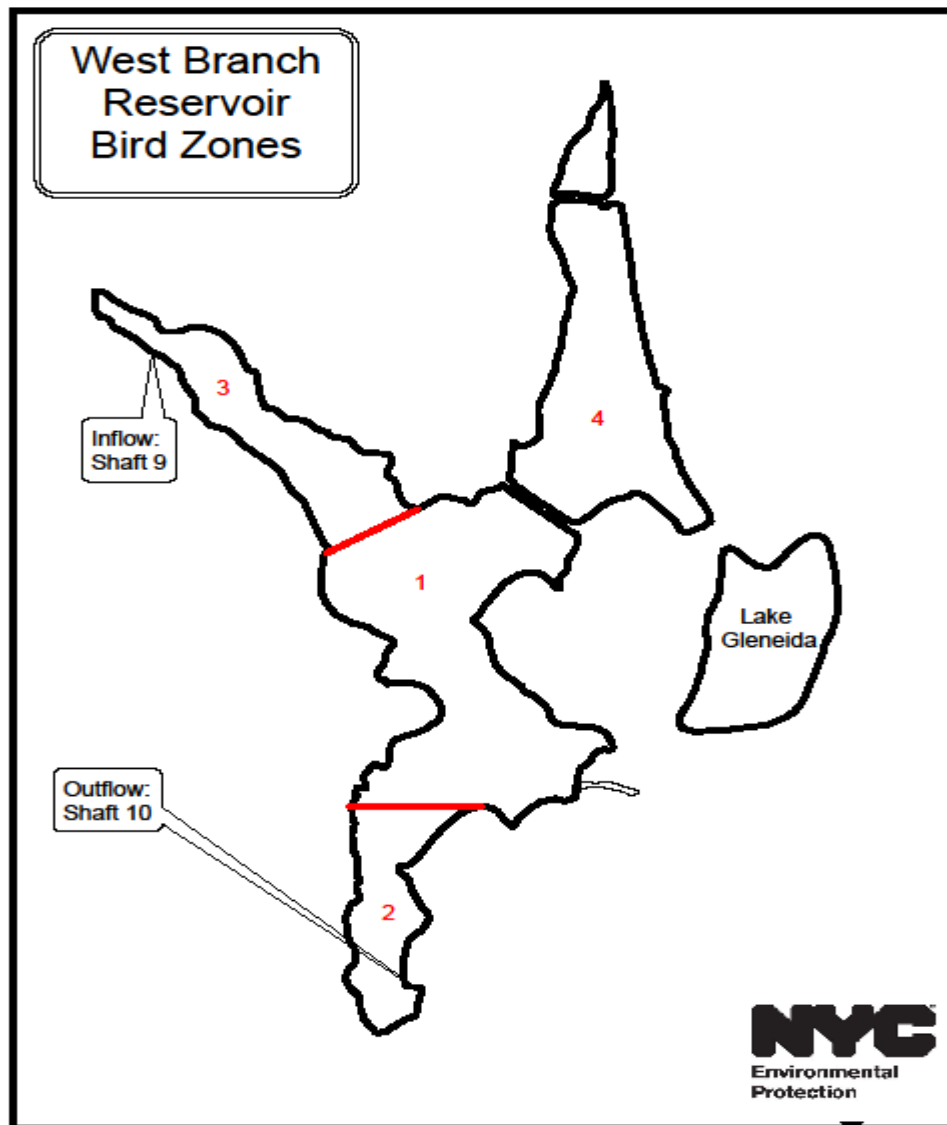 West Branch
Reservoir
Bird Zones
3
4
Inflow:
Shaft 9
1
Lake
Gleneida
Outflow:
Shaft 10
2
NYC
Environmental
Protection